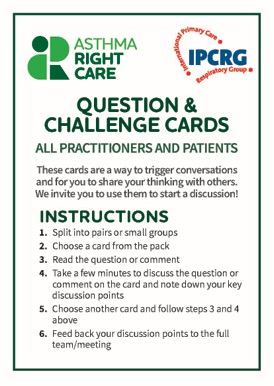 ASTHMA
RIGHT
CARE
International Primary Care
IPCRG
Respiratory Group
QUESTION &
CHALLENGE CARDS
ALL PRACTITIONERS AND PATIENTS
These cards are a way to trigger conversations
and for you to share your thinking with others.
We invite you to use them to start a discussion!
INSTRUCTIONS
1. Split into pairs or small groups
2. Choose a card from the pack
3. Read the question or comment
4. Take a few minutes to discuss the question or
comment on the card and note down your key
discussion points
5. Choose another card and follow steps 3 and 4
above
6. Feed back your discussion points to the full
team/meeting